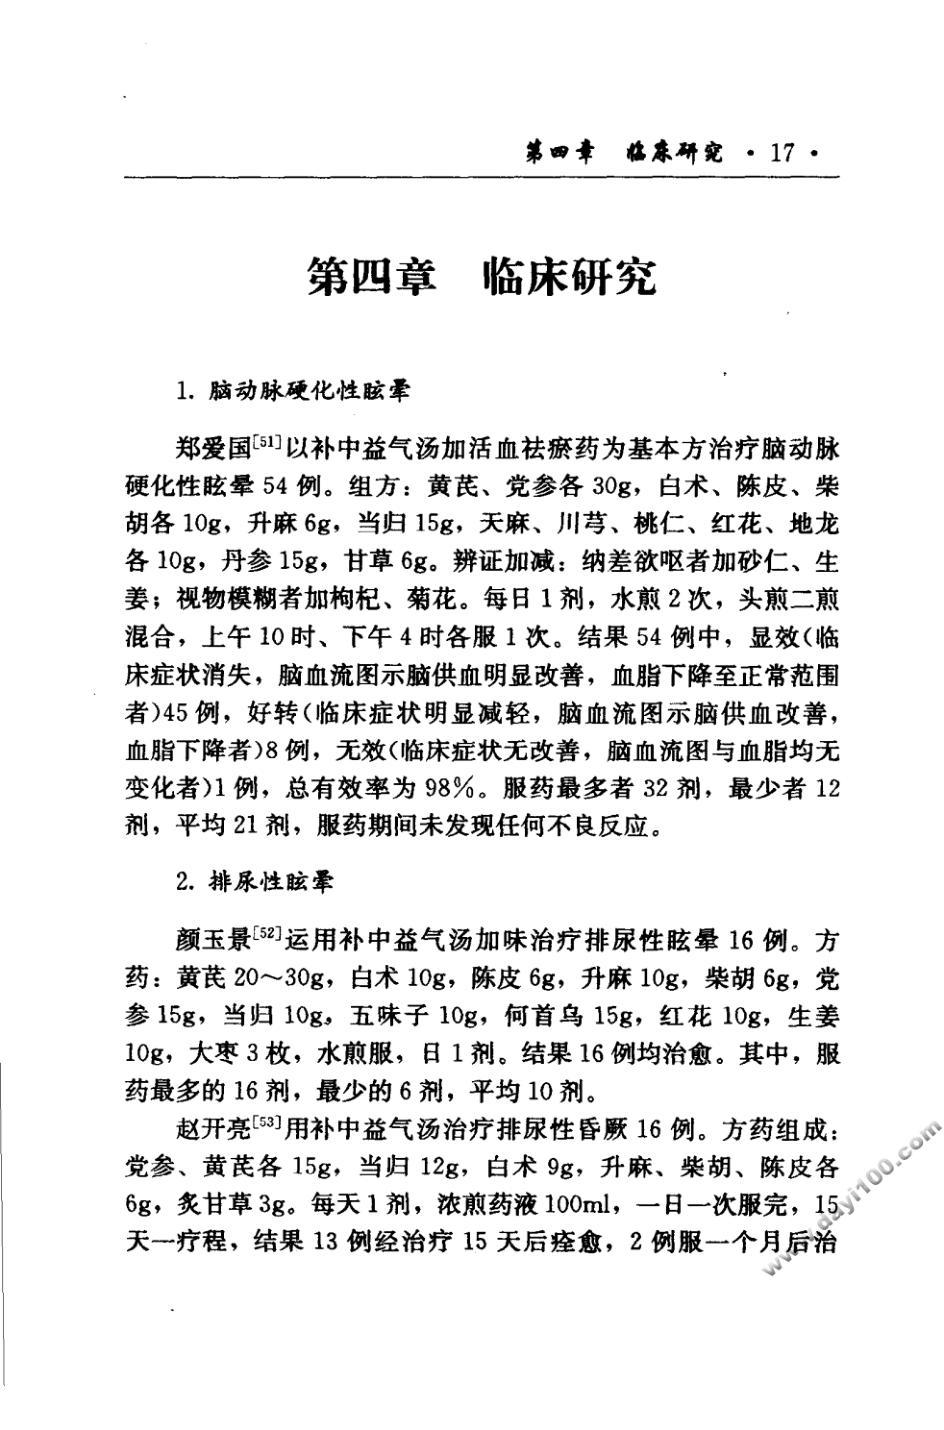 第四章 临床研究 · 17 ·
第四章 临床研究
1. 脑动脉硬化性眩晕
郑爱国[51]以补中益气汤加活血祛瘀药为基本方治疗脑动脉
硬化性眩晕 54 例。组方：黄芪、党参各 30g，白术、陈皮、柴
胡各 10g，升麻 6g，当归 15g，天麻、川芎、桃仁、红花、地龙
各 10g，丹参 15g，甘草 6g。辨证加减：纳差欲呕者加砂仁、生
姜；视物模糊者加枸杞、菊花。每日 1 剂，水煎 2 次，头煎二煎
混合，上午 10 时、下午 4 时各服 1 次。结果 54 例中，显效(临
床症状消失，脑血流图示脑供血明显改善，血脂下降至正常范围
者)45 例，好转(临床症状明显减轻，脑血流图示脑供血改善，
血脂下降者)8 例，无效(临床症状无改善，脑血流图与血脂均无
变化者)1 例，总有效率为 98%。服药最多者 32 剂，最少者 12
剂，平均 21 剂，服药期间未发现任何不良反应。
2. 排尿性眩晕
颜玉景[52]运用补中益气汤加味治疗排尿性眩晕 16 例。方
药：黄芪 20～30g，白术 10g，陈皮 6g，升麻 10g，柴胡 6g，党
参 15g，当归 10g，五味子 10g，何首乌 15g，红花 10g，生姜
10g，大枣 3 枚，水煎服，日 1 剂。结果 16 例均治愈。其中，服
药最多的 16 剂，最少的 6 剂，平均 10 剂。
赵开亮[53]用补中益气汤治疗排尿性昏厥 16 例。方药组成：
党参、黄芪各 15g，当归 12g，白术 9g，升麻、柴胡、陈皮各
6g，炙甘草 3g。每天 1 剂，浓煎药液 100ml，一日一次服完，15
天一疗程，结果 13 例经治疗 15 天后痊愈，2 例服一个月后治
www.dayi100.com